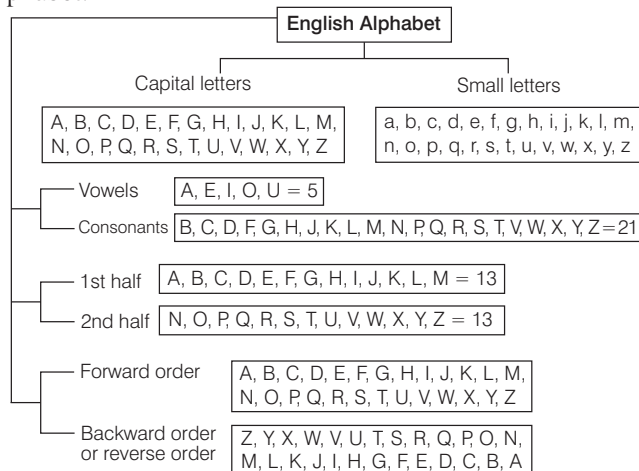 English Alphabet
Capital letters
Small letters
A, B, C, D, E, F, G, H, I, J, K, L, M,
N, O, P, Q, R, S, T, U, V, W, X, Y, Z
a, b, c, d, e, f, g, h, i, j, k, l, m,
n, o, p, q, r, s, t, u, v, w, x, y, z
Vowels
A, E, I, O, U = 5
Consonants
B, C, D, F, G, H, J, K, L, M, N, P, Q, R, S, T, V, W, X, Y, Z=21
1st half
A, B, C, D, E, F, G, H, I, J, K, L, M = 13
2nd half
N, O, P, Q, R, S, T, U, V, W, X, Y, Z = 13
Forward order
A, B, C, D, E, F, G, H, I, J, K, L, M,
N, O, P, Q, R, S, T, U, V, W, X, Y, Z
Backward order
or reverse order
Z, Y, X, W, V, U, T, S, R, Q, P, O, N,
M, L, K, J, I, H, G, F, E, D, C, B, A